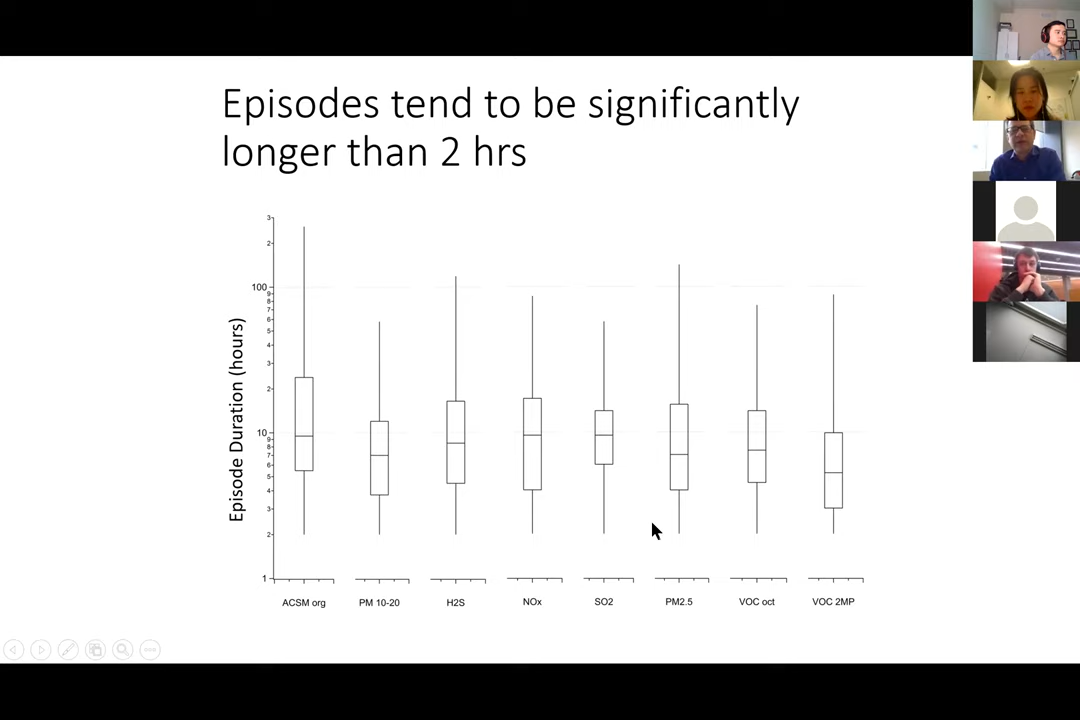 Episodes tend to be significantly
longer than 2 hrs
Episode Duration (hours)
3
2
100
9
8
7
6
5
4
3
2
10
9
8
7
6
5
4
3
2
1
ACSM org
PM 10-20
H2S
NOx
SO2
PM2.5
VOC oct
VOC 2MP